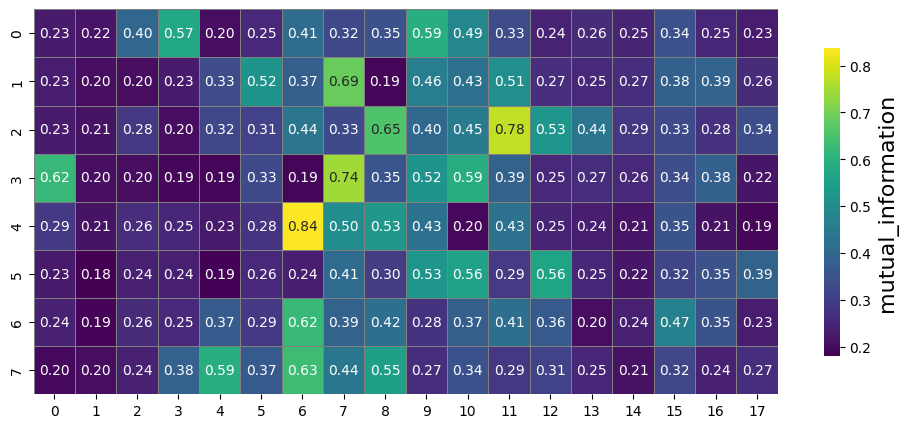 0 0.23 0.22 0.40 0.57 0.20 0.25 0.41 0.32 0.35 0.59 0.49 0.33 0.24 0.26 0.25 0.34 0.25 0.23
1 0.23 0.20 0.20 0.23 0.33 0.52 0.37 0.69 0.19 0.46 0.43 0.51 0.27 0.25 0.27 0.38 0.39 0.26
2 0.23 0.21 0.28 0.20 0.32 0.31 0.44 0.33 0.65 0.40 0.45 0.78 0.53 0.44 0.29 0.33 0.28 0.34
3 0.62 0.20 0.20 0.19 0.19 0.33 0.19 0.74 0.35 0.52 0.59 0.39 0.25 0.27 0.26 0.34 0.38 0.22
4 0.29 0.21 0.26 0.25 0.23 0.28 0.84 0.50 0.53 0.43 0.20 0.43 0.25 0.24 0.21 0.35 0.21 0.19
5 0.23 0.18 0.24 0.24 0.19 0.26 0.24 0.41 0.30 0.53 0.56 0.29 0.56 0.25 0.22 0.32 0.35 0.39
6 0.24 0.19 0.26 0.25 0.37 0.29 0.62 0.39 0.42 0.28 0.37 0.41 0.36 0.20 0.24 0.47 0.35 0.23
7 0.20 0.20 0.24 0.38 0.59 0.37 0.63 0.44 0.55 0.27 0.34 0.29 0.31 0.25 0.21 0.32 0.24 0.27
0 1 2 3 4 5 6 7 8 9 10 11 12 13 14 15 16 17
0.8
0.7
0.6
0.5
0.4
0.3
0.2
mutual_information